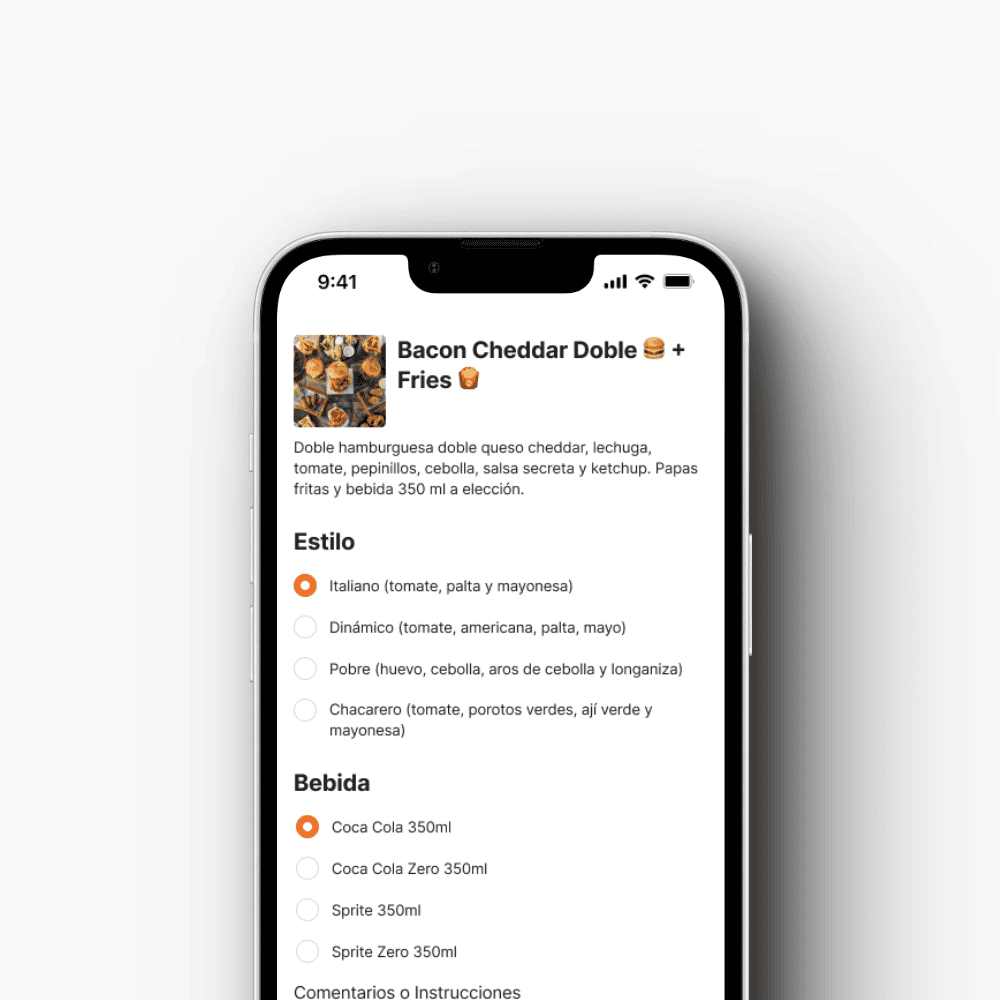 9:41
Bacon Cheddar Doble 🍔 +
Fries 🍟
Doble hamburguesa doble queso cheddar, lechuga,
tomate, pepinillos, cebolla, salsa secreta y ketchup. Papas
fritas y bebida 350 ml a elección.
Estilo
Italiano (tomate, palta y mayonesa)
Dinámico (tomate, americana, palta, mayo)
Pobre (huevo, cebolla, aros de cebolla y longaniza)
Chacarero (tomate, porotos verdes, ají verde y
mayonesa)
Bebida
Coca Cola 350ml
Coca Cola Zero 350ml
Sprite 350ml
Sprite Zero 350ml
Comentarios o Instrucciones